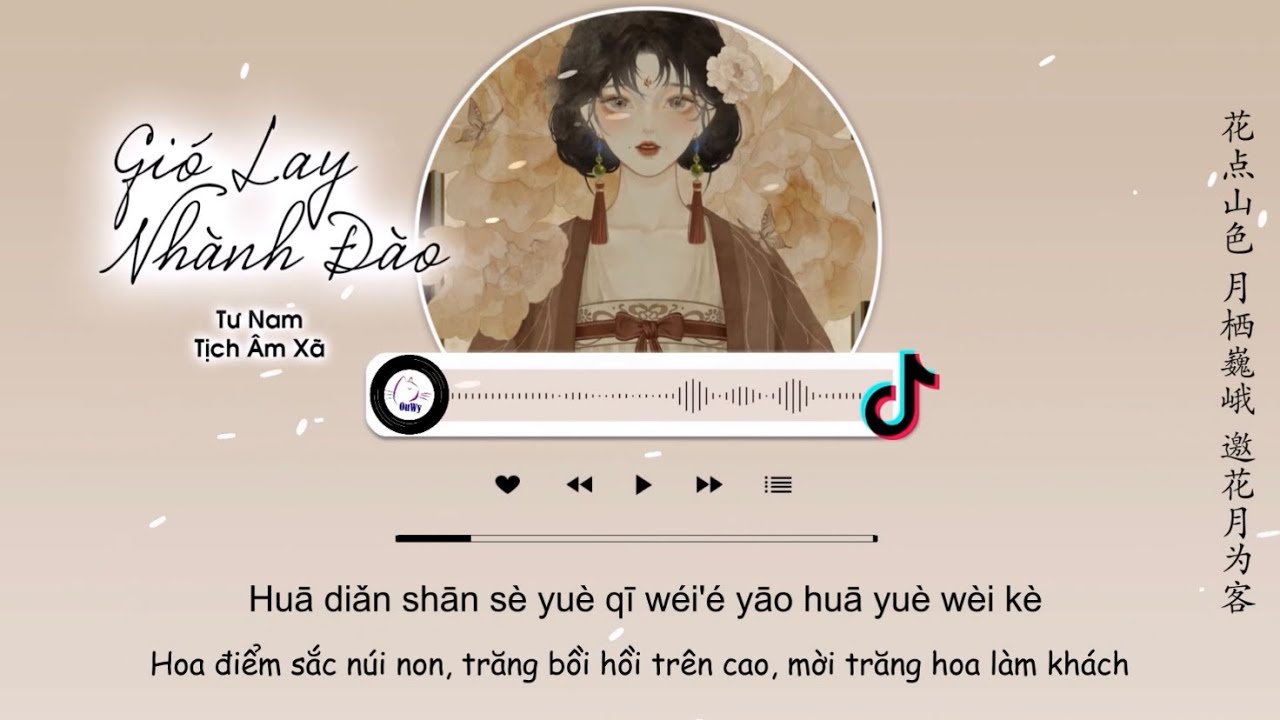 Gió Lay
Nhành Đào
Tư Nam
Tịch Âm Xã
OuWy
花点山色 月栖巍峨 邀花月为客
Huā diǎn shān sè yuè qī wéi'é yāo huā yuè wèi kè
Hoa điểm sắc núi non, trăng bồi hồi trên cao, mời trăng hoa làm khách